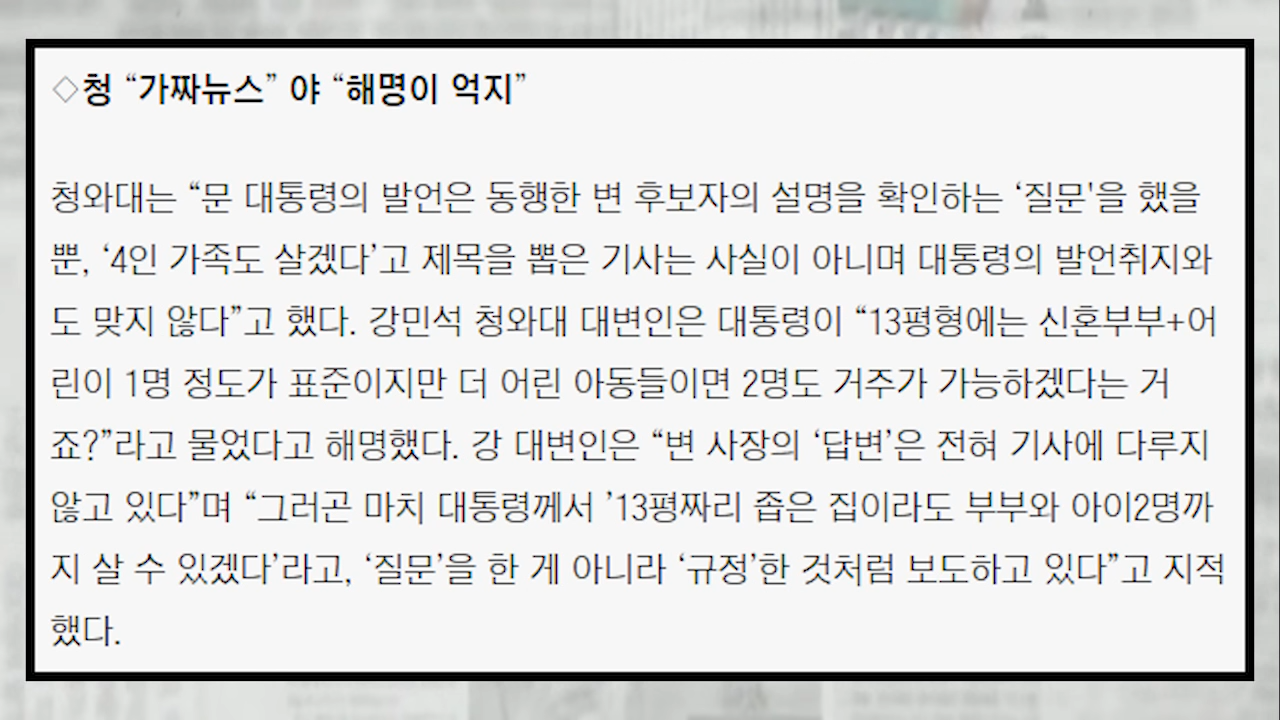 ◇청 “가짜뉴스” 야 “해명이 억지”
청와대는 “문 대통령의 발언은 동행한 변 후보자의 설명을 확인하는 ‘질문'을 했을
뿐, ‘4인 가족도 살겠다’고 제목을 뽑은 기사는 사실이 아니며 대통령의 발언취지와
도 맞지 않다”고 했다. 강민석 청와대 대변인은 대통령이 “13평형에는 신혼부부+어
린이 1명 정도가 표준이지만 더 어린 아동들이면 2명도 거주가 가능하겠다는 거
죠?”라고 물었다고 해명했다. 강 대변인은 “변 사장의 ‘답변’은 전혀 기사에 다루지
않고 있다”며 “그러곤 마치 대통령께서 ’13평짜리 좁은 집이라도 부부와 아이2명까
지 살 수 있겠다’라고, ‘질문’을 한 게 아니라 ‘규정’한 것처럼 보도하고 있다”고 지적
했다.